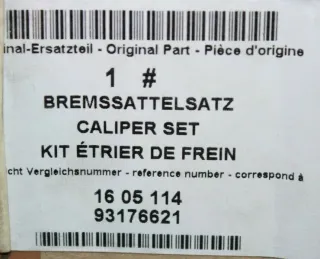 inal-Ersatzteil - Original Part - Pièce d'origine
1 #
BREMSSATTELSATZ
CALIPER SET
KIT ÉTRIER DE FREIN
cht Vergleichsnummer - reference number - correspond à
16 05 114
93176621